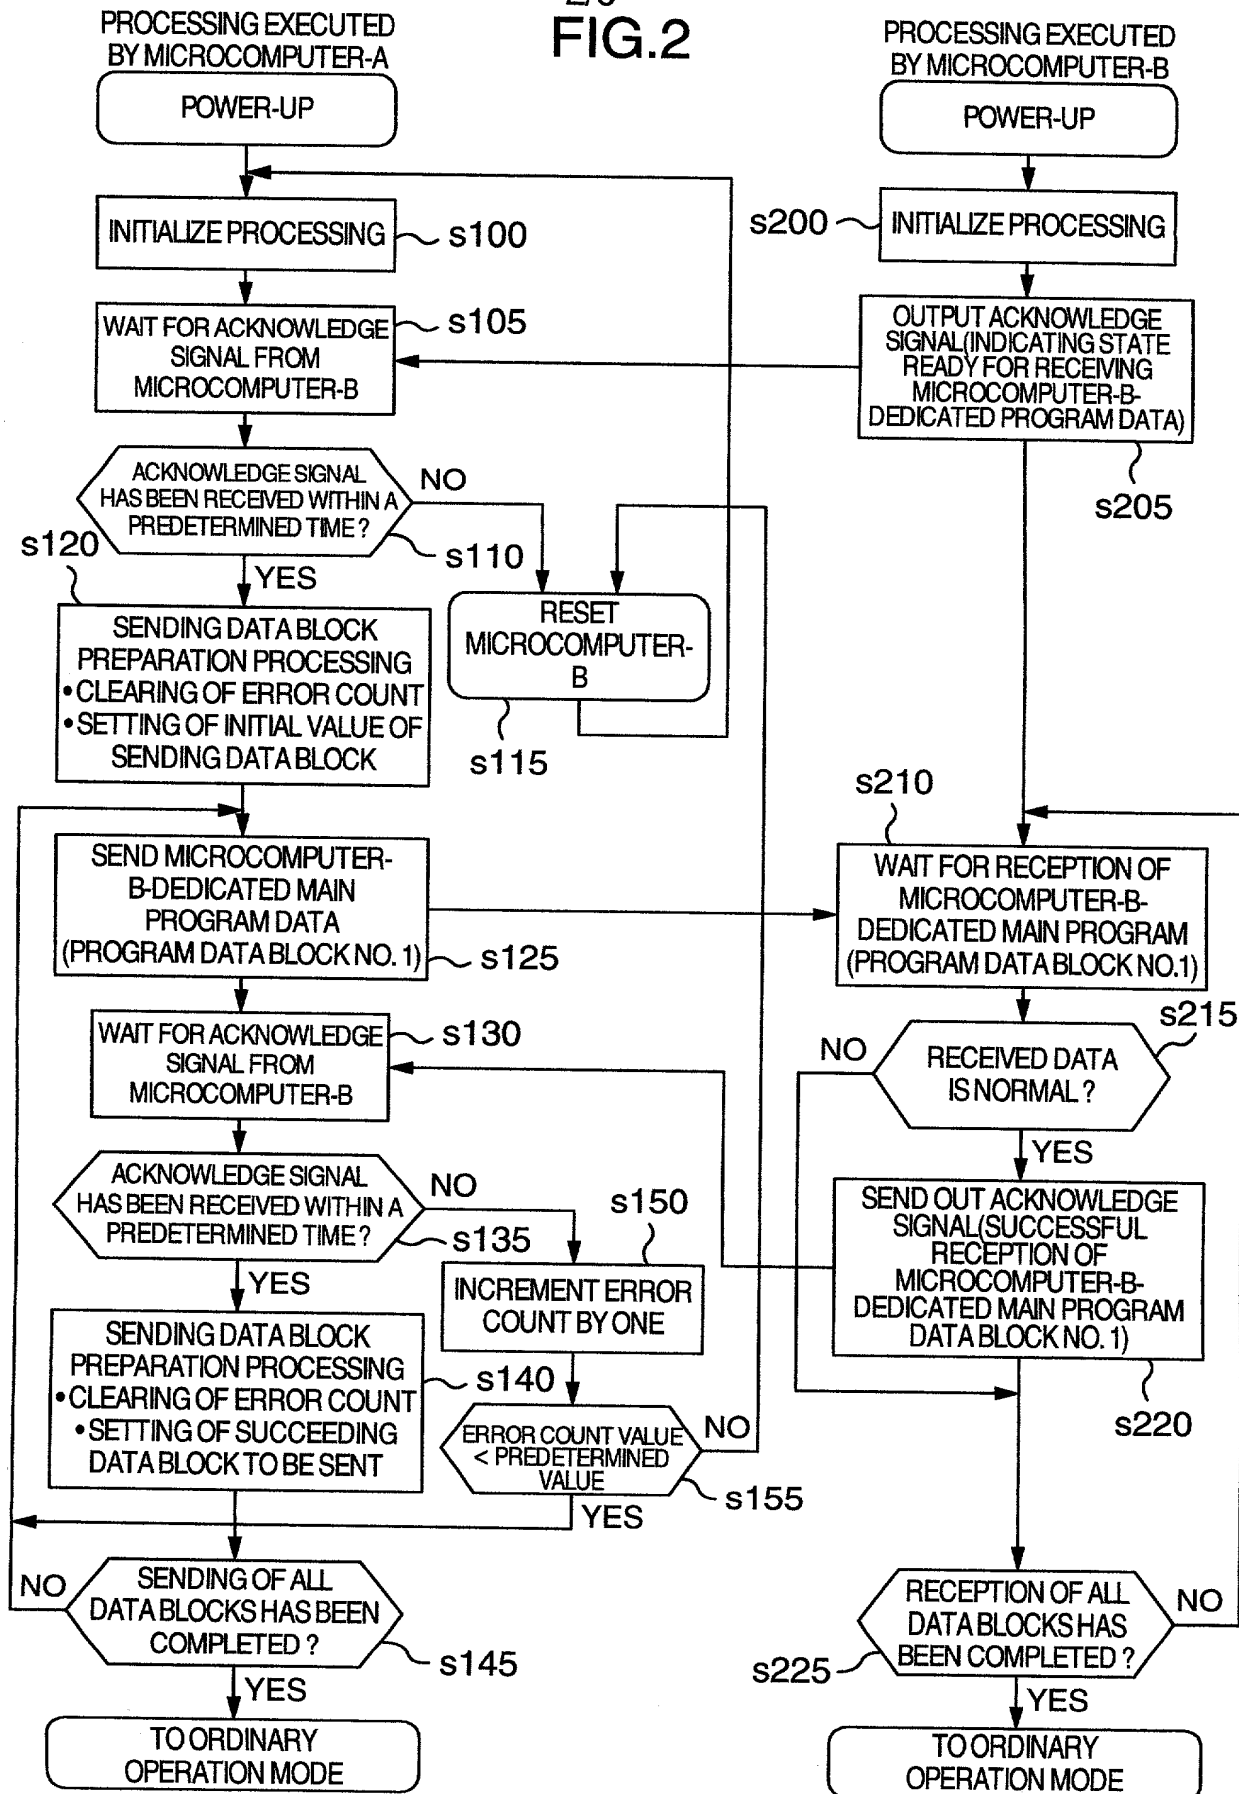 FIG.2
PROCESSING EXECUTED
BY MICROCOMPUTER-A
POWER-UP
INITIALIZE PROCESSING
s100
WAIT FOR ACKNOWLEDGE
SIGNAL FROM
MICROCOMPUTER-B
s105
ACKNOWLEDGE SIGNAL
HAS BEEN RECEIVED WITHIN A
PREDETERMINED TIME?
NO
s110
YES
RESET
MICROCOMPUTER-
B
s115
s120
SENDING DATA BLOCK
PREPARATION PROCESSING
•CLEARING OF ERROR COUNT
•SETTING OF INITIAL VALUE OF
SENDING DATA BLOCK
SEND MICROCOMPUTER-
B-DEDICATED MAIN
PROGRAM DATA
(PROGRAM DATA BLOCK NO. 1)
s125
WAIT FOR ACKNOWLEDGE
SIGNAL FROM
MICROCOMPUTER-B
s130
ACKNOWLEDGE SIGNAL
HAS BEEN RECEIVED WITHIN A
PREDETERMINED TIME?
NO
s135
YES
s150
INCREMENT ERROR
COUNT BY ONE
SENDING DATA BLOCK
PREPARATION PROCESSING
•CLEARING OF ERROR COUNT
•SETTING OF SUCCEEDING
DATA BLOCK TO BE SENT
s140
ERROR COUNT VALUE
< PREDETERMINED
VALUE
NO
s155
YES
SENDING OF ALL
DATA BLOCKS HAS BEEN
COMPLETED ?
NO
s145
YES
TO ORDINARY
OPERATION MODE
PROCESSING EXECUTED
BY MICROCOMPUTER-B
POWER-UP
s200
INITIALIZE PROCESSING
OUTPUT ACKNOWLEDGE
SIGNAL(INDICATING STATE
READY FOR RECEIVING
MICROCOMPUTER-B-
DEDICATED PROGRAM DATA)
s205
s210
WAIT FOR RECEPTION OF
MICROCOMPUTER-B-
DEDICATED MAIN PROGRAM
(PROGRAM DATA BLOCK NO.1)
s215
RECEIVED DATA
IS NORMAL ?
NO
YES
SEND OUT ACKNOWLEDGE
SIGNAL(SUCCESSFUL
RECEPTION OF
MICROCOMPUTER-B-
DEDICATED MAIN PROGRAM
DATA BLOCK NO. 1)
s220
RECEPTION OF ALL
DATA BLOCKS HAS
BEEN COMPLETED ?
NO
s225
YES
TO ORDINARY
OPERATION MODE